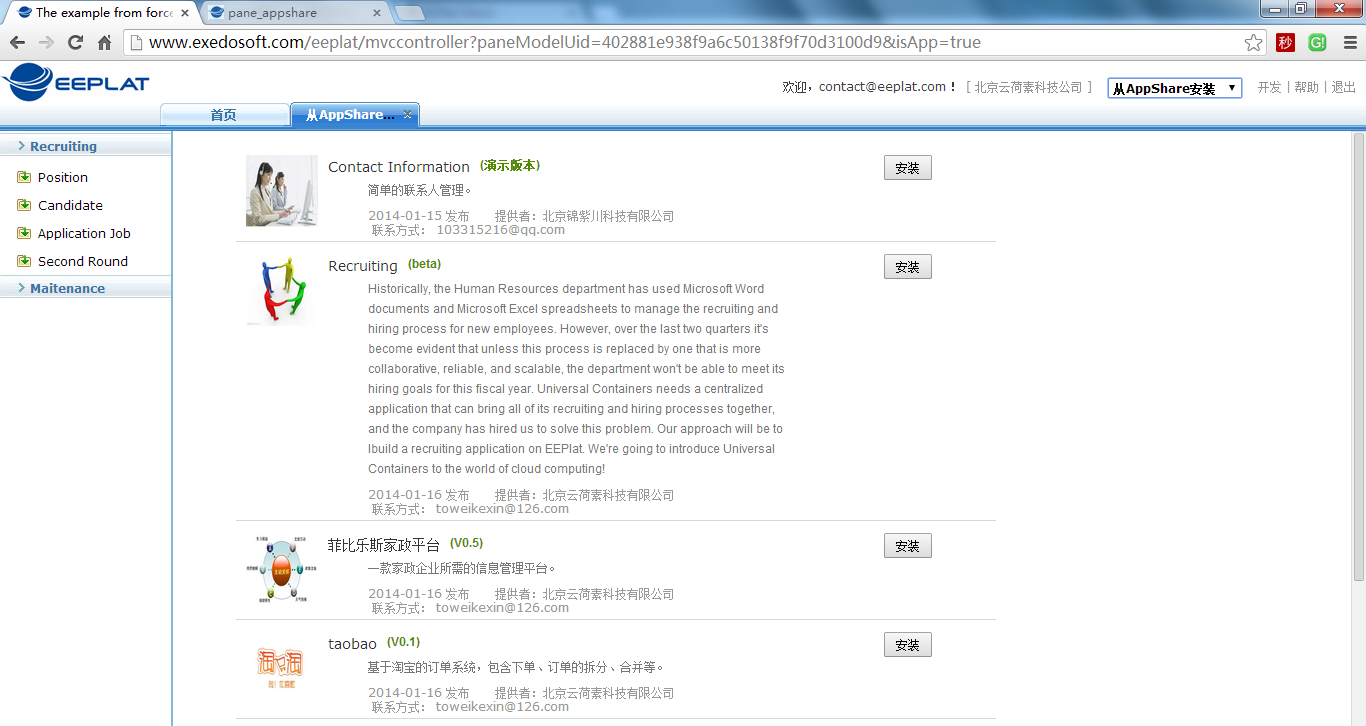 The example from force
pane_appshare
www.exedosoft.com/eeplat/mvccontroller?paneModelUid=402881e938f9a6c50138f9f70d3100d9&isApp=true
秒
G!
EEPLAT
欢迎，contact@eeplat.com！ [ 北京云荷素科技公司 ]
从AppShare安装
开发 | 帮助 | 退出
首页
从AppShare...
Recruiting
Position
Candidate
Application Job
Second Round
Maitenance
Contact Information (演示版本)
安装
简单的联系人管理。
2014-01-15 发布 提供者：北京锦紫川科技有限公司
联系方式： 103315216@qq.com
Recruiting (beta)
安装
Historically, the Human Resources department has used Microsoft Word
documents and Microsoft Excel spreadsheets to manage the recruiting and
hiring process for new employees. However, over the last two quarters it's
become evident that unless this process is replaced by one that is more
collaborative, reliable, and scalable, the department won't be able to meet its
hiring goals for this fiscal year. Universal Containers needs a centralized
application that can bring all of its recruiting and hiring processes together,
and the company has hired us to solve this problem. Our approach will be to
lbuild a recruiting application on EEPlat. We're going to introduce Universal
Containers to the world of cloud computing!
2014-01-16 发布 提供者：北京云荷素科技有限公司
联系方式： toweikexin@126.com
菲比乐斯家政平台 (V0.5)
安装
一款家政企业所需的信息管理平台。
2014-01-16 发布 提供者：北京云荷素科技有限公司
联系方式： toweikexin@126.com
taobao (V0.1)
安装
基于淘宝的订单系统，包含下单、订单的拆分、合并等。
2014-01-16 发布 提供者：北京云荷素科技有限公司
联系方式： toweikexin@126.com